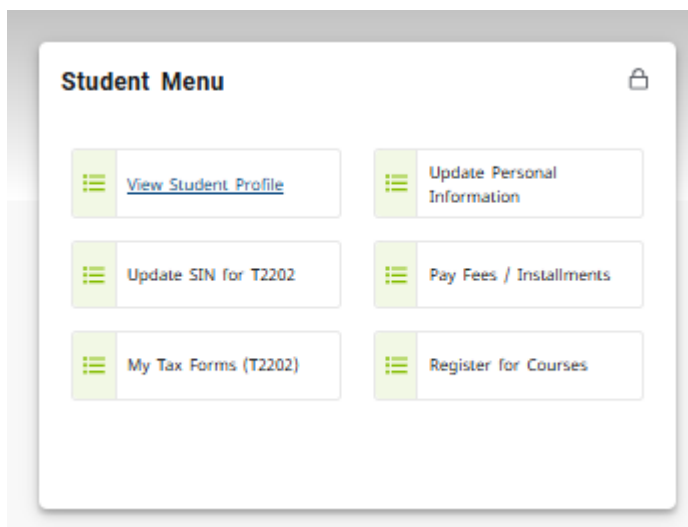 Student Menu
View Student Profile
Update Personal
Information
Update SIN for T2202
Pay Fees / Installments
My Tax Forms (T2202)
Register for Courses